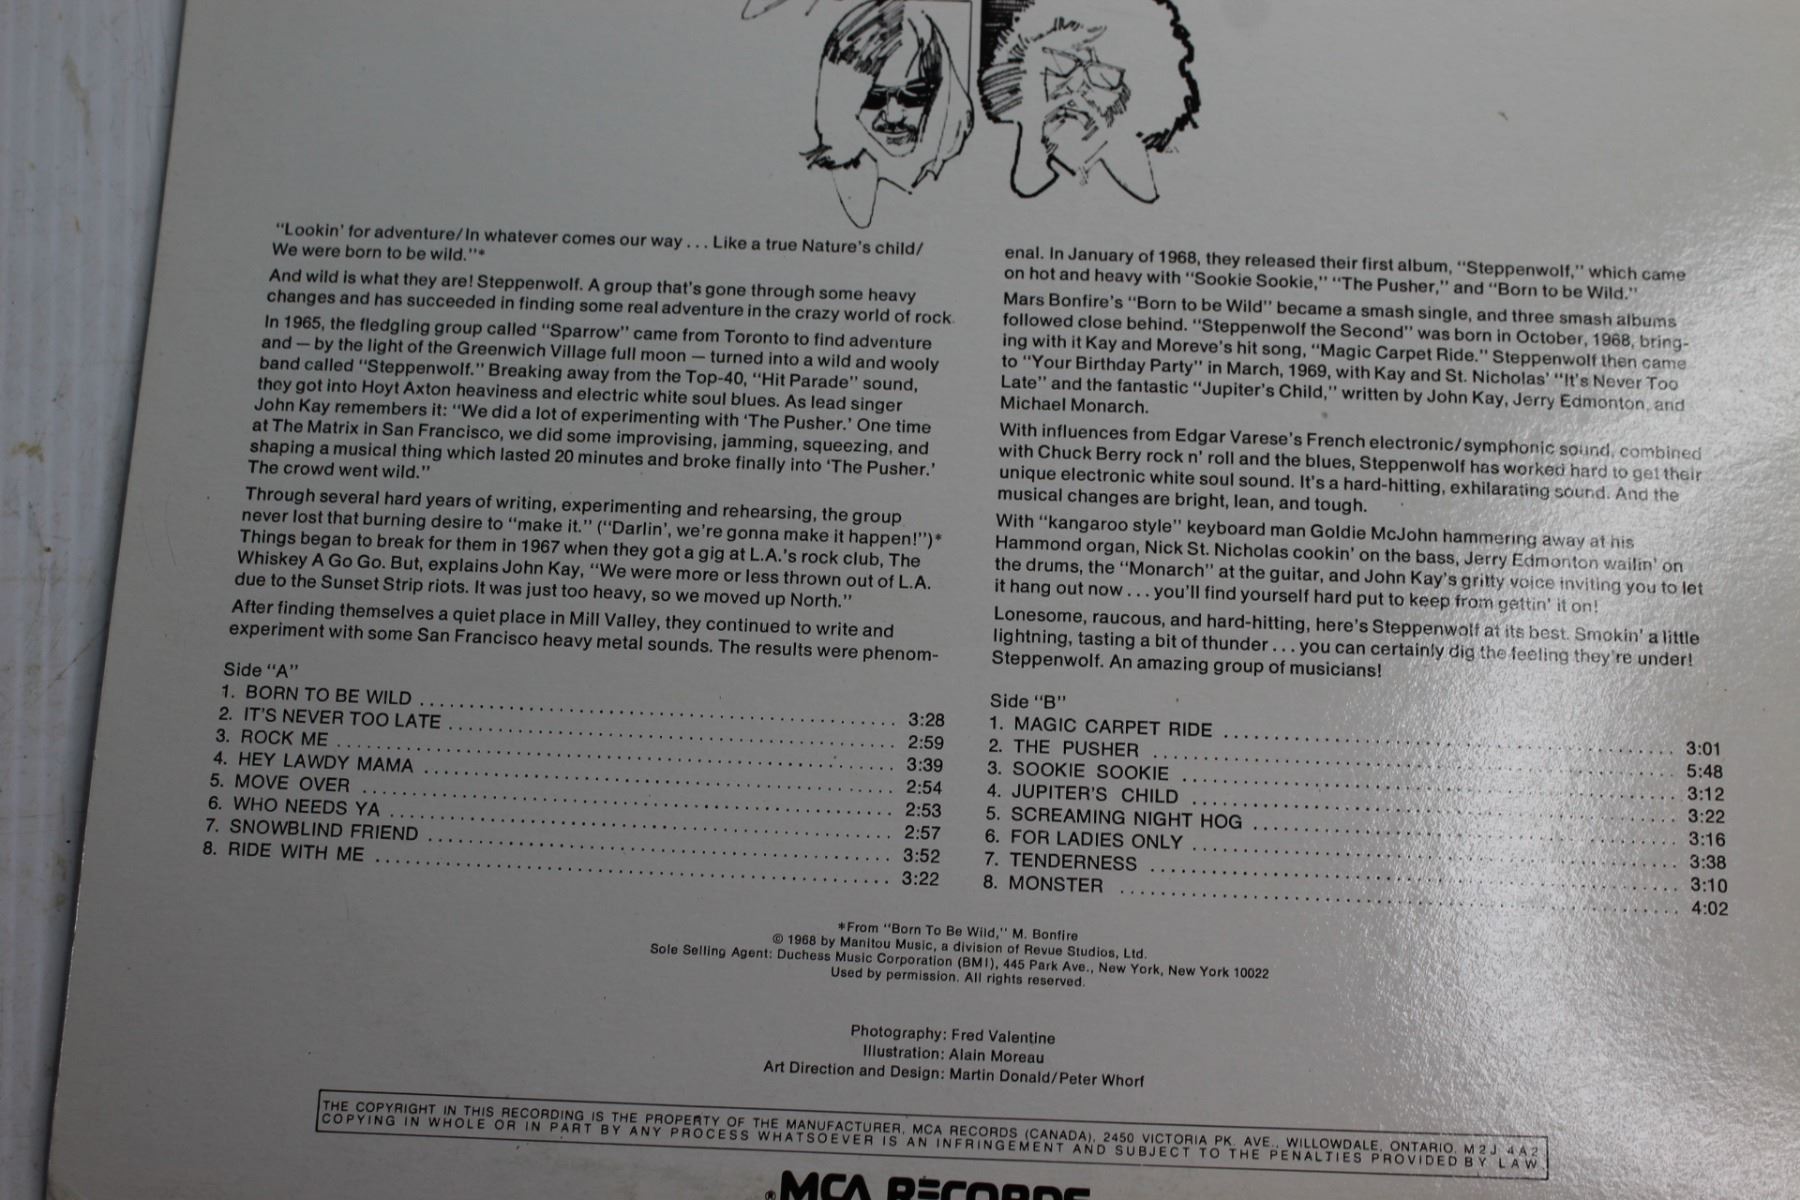 "Lookin' for adventure/In whatever comes our way . . . Like a true Nature's child/
We were born to be wild."*
And wild is what they are! Steppenwolf. A group that's gone through some heavy
changes and has succeeded in finding some real adventure in the crazy world of rock.
In 1965, the fledgling group called "Sparrow" came from Toronto to find adventure
and — by the light of the Greenwich Village full moon — turned into a wild and wooly
band called "Steppenwolf." Breaking away from the Top-40, "Hit Parade" sound,
they got into Hoyt Axton heaviness and electric white soul blues. As lead singer
John Kay remembers it: "We did a lot of experimenting with 'The Pusher.' One time
at The Matrix in San Francisco, we did some improvising, jamming, squeezing, and
shaping a musical thing which lasted 20 minutes and broke finally into 'The Pusher.'
The crowd went wild."
Through several hard years of writing, experimenting and rehearsing, the group
never lost that burning desire to "make it." ("Darlin', we're gonna make it happen!")*
Things began to break for them in 1967 when they got a gig at L.A.'s rock club, The
Whiskey A Go Go. But, explains John Kay, "We were more or less thrown out of L.A.
due to the Sunset Strip riots. It was just too heavy, so we moved up North."
After finding themselves a quiet place in Mill Valley, they continued to write and
experiment with some San Francisco heavy metal sounds. The results were phenom-
enal. In January of 1968, they released their first album, "Steppenwolf," which came
on hot and heavy with "Sookie Sookie," "The Pusher," and "Born to be Wild."
Mars Bonfire's "Born to be Wild" became a smash single, and three smash albums
followed close behind. "Steppenwolf the Second" was born in October, 1968, bring-
ing with it Kay and Moreve's hit song, "Magic Carpet Ride." Steppenwolf then came
to "Your Birthday Party" in March, 1969, with Kay and St. Nicholas' "It's Never Too
Late" and the fantastic "Jupiter's Child," written by John Kay, Jerry Edmonton, and
Michael Monarch.
With influences from Edgar Varese's French electronic/symphonic sound, combined
with Chuck Berry rock n' roll and the blues, Steppenwolf has worked hard to get their
unique electronic white soul sound. It's a hard-hitting, exhilarating sound. And the
musical changes are bright, lean, and tough.
With "kangaroo style" keyboard man Goldie McJohn hammering away at his
Hammond organ, Nick St. Nicholas cookin' on the bass, Jerry Edmonton wailin' on
the drums, the "Monarch" at the guitar, and John Kay's gritty voice inviting you to let
it hang out now . . . you'll find yourself hard put to keep from gettin' it on!
Lonesome, raucous, and hard-hitting, here's Steppenwolf at its best. Smokin' a little
lightning, tasting a bit of thunder . . . you can certainly dig the feeling they're under!
Steppenwolf. An amazing group of musicians!
Side "A"
1. BORN TO BE WILD 3:28
2. IT'S NEVER TOO LATE 2:59
3. ROCK ME 3:39
4. HEY LAWDY MAMA 2:54
5. MOVE OVER 2:53
6. WHO NEEDS YA 2:57
7. SNOWBLIND FRIEND 3:52
8. RIDE WITH ME 3:22
Side "B"
1. MAGIC CARPET RIDE 3:01
2. THE PUSHER 5:48
3. SOOKIE SOOKIE 3:12
4. JUPITER'S CHILD 3:22
5. SCREAMING NIGHT HOG 3:16
6. FOR LADIES ONLY 3:38
7. TENDERNESS 3:10
8. MONSTER 4:02
*From "Born To Be Wild," M. Bonfire
© 1968 by Manitou Music, a division of Revue Studios, Ltd.
Sole Selling Agent: Duchess Music Corporation (BMI), 445 Park Ave., New York, New York 10022
Used by permission. All rights reserved.
Photography: Fred Valentine
Illustration: Alain Moreau
Art Direction and Design: Martin Donald/Peter Whorf
THE COPYRIGHT IN THIS RECORDING IS THE PROPERTY OF THE MANUFACTURER, MCA RECORDS (CANADA), 2450 VICTORIA PK. AVE., WILLOWDALE, ONTARIO. M2J 4A2
COPYING IN WHOLE OR IN PART BY ANY PROCESS WHATSOEVER IS AN INFRINGEMENT AND SUBJECT TO THE PENALTIES PROVIDED BY LAW
MCA RECORDS